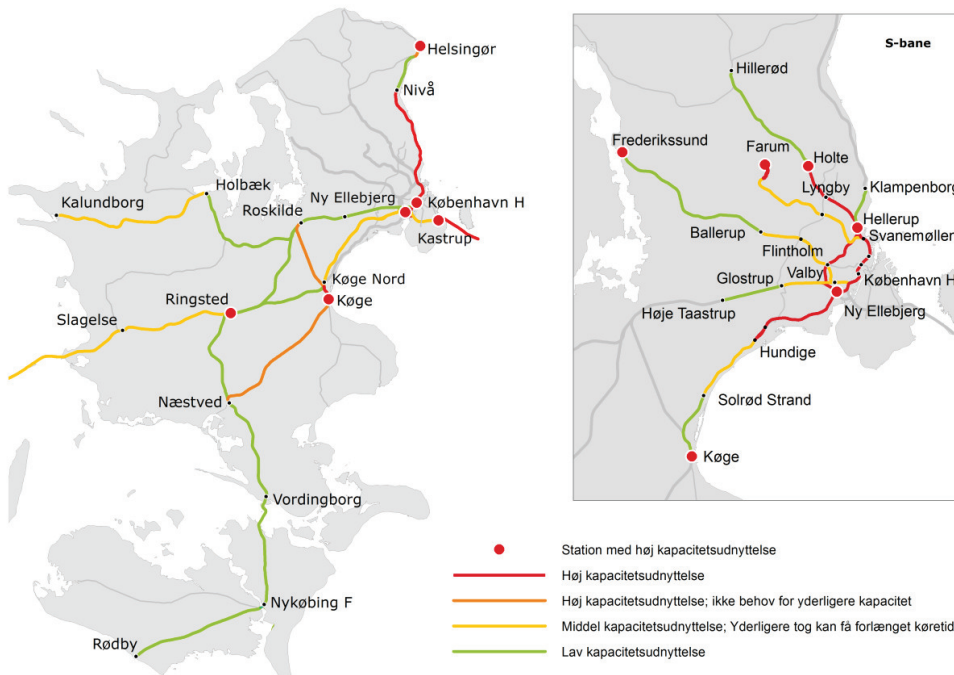 Helsingør
Nivå
Holbæk
Kalundborg
Ny Ellebjerg
Roskilde
København H
Kastrup
Køge Nord
Køge
Ringsted
Slagelse
Næstved
Vordingborg
Nykøbing F
Rødby
S-bane
Hillerød
Frederikssund
Farum
Holte
Lyngby
Klampenborg
Hellerup
Svanemøllen
Ballerup
Flintholm
Valby
Glostrup
København H
Høje Taastrup
Ny Ellebjerg
Hundige
Solrød Strand
Køge
Station med høj kapacitetsudnyttelse
Høj kapacitetsudnyttelse
Høj kapacitetsudnyttelse; ikke behov for yderligere kapacitet
Middel kapacitetsudnyttelse; Yderligere tog kan få forlænget køretid
Lav kapacitetsudnyttelse